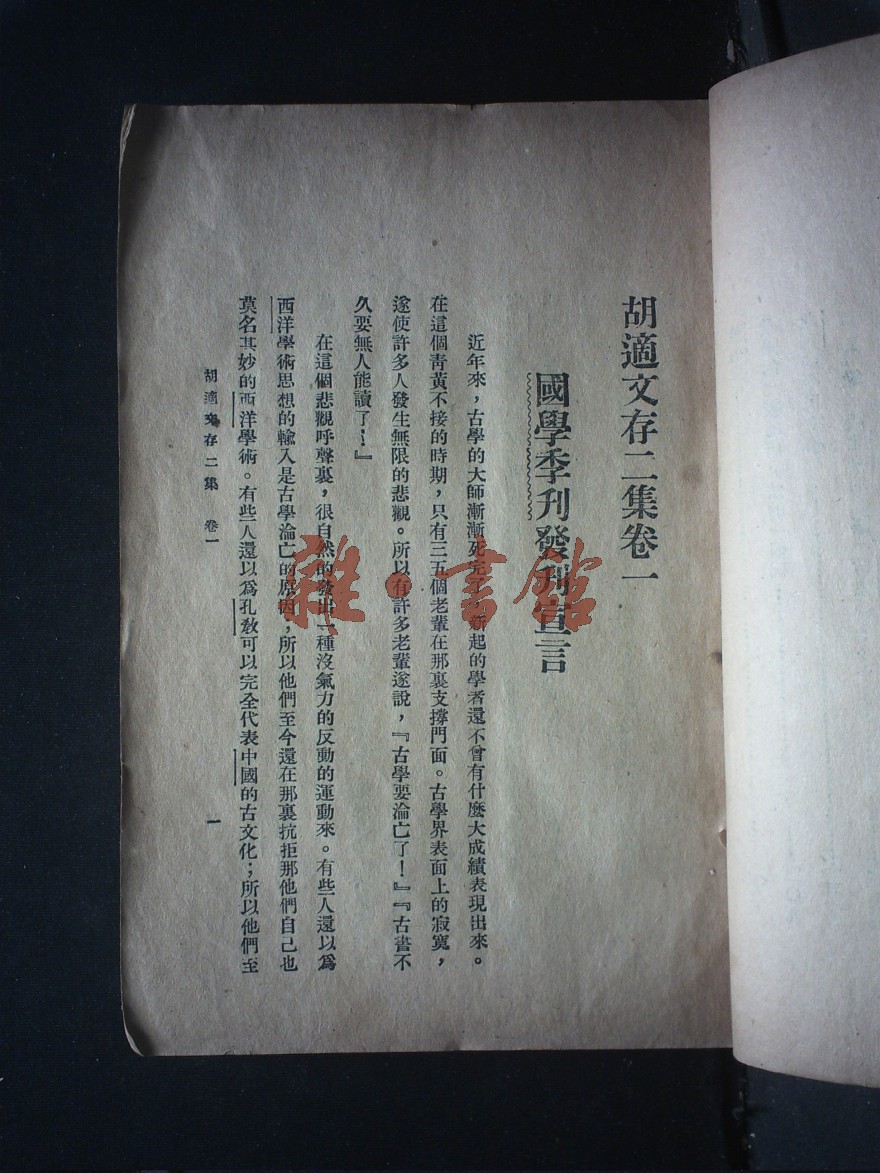 胡適文存二集卷一
國學季刊發刊宣言
近年來，古學的大師漸漸死完了，新起的學者還不曾有什麼大成績表現出來。
在這個青黃不接的時期，只有三五個老輩在那裏支撐門面。古學界表面上的寂寞，
遂使許多人發生無限的悲觀。所以有許多老輩遂說，『古學要淪亡了！』『古書不
久要無人能讀了！』
在這個悲觀呼聲裏，很自然的發出一種沒氣力的反動的運動來。有些人還以爲
西洋學術思想的輸入是古學淪亡的原因；所以他們至今還在那裏抗拒那他們自己也
莫名其妙的西洋學術。有些人還以爲孔教可以完全代表中國的古文化；所以他們至
胡適文存二集　卷一
一
雜·書館